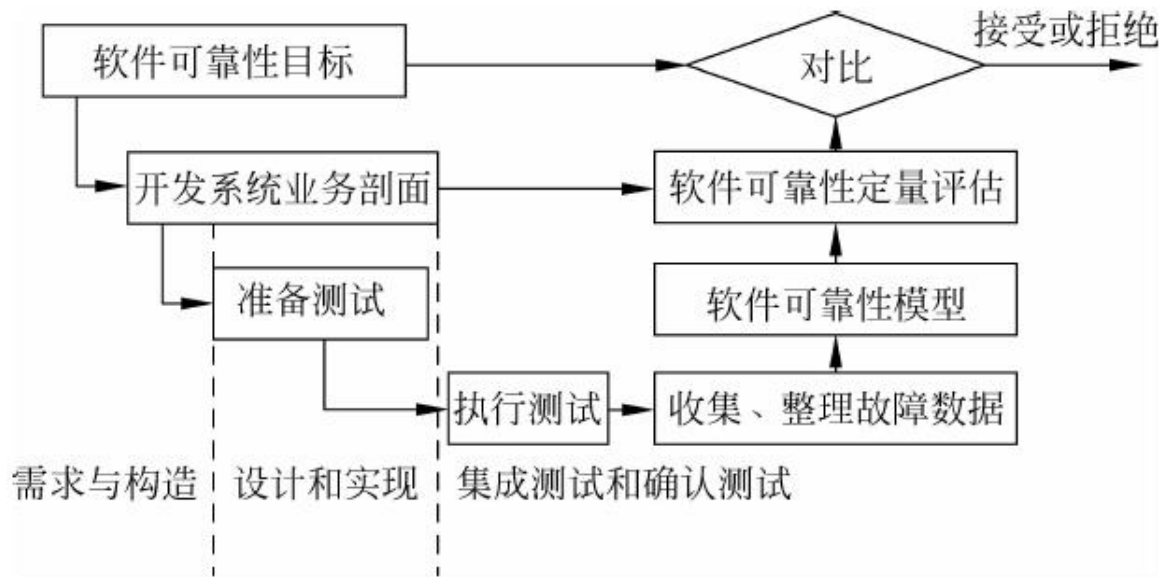 软件可靠性目标
对比
接受或拒绝
开发系统业务剖面
软件可靠性定量评估
准备测试
软件可靠性模型
执行测试
收集、整理故障数据
需求与构造
设计和实现
集成测试和确认测试